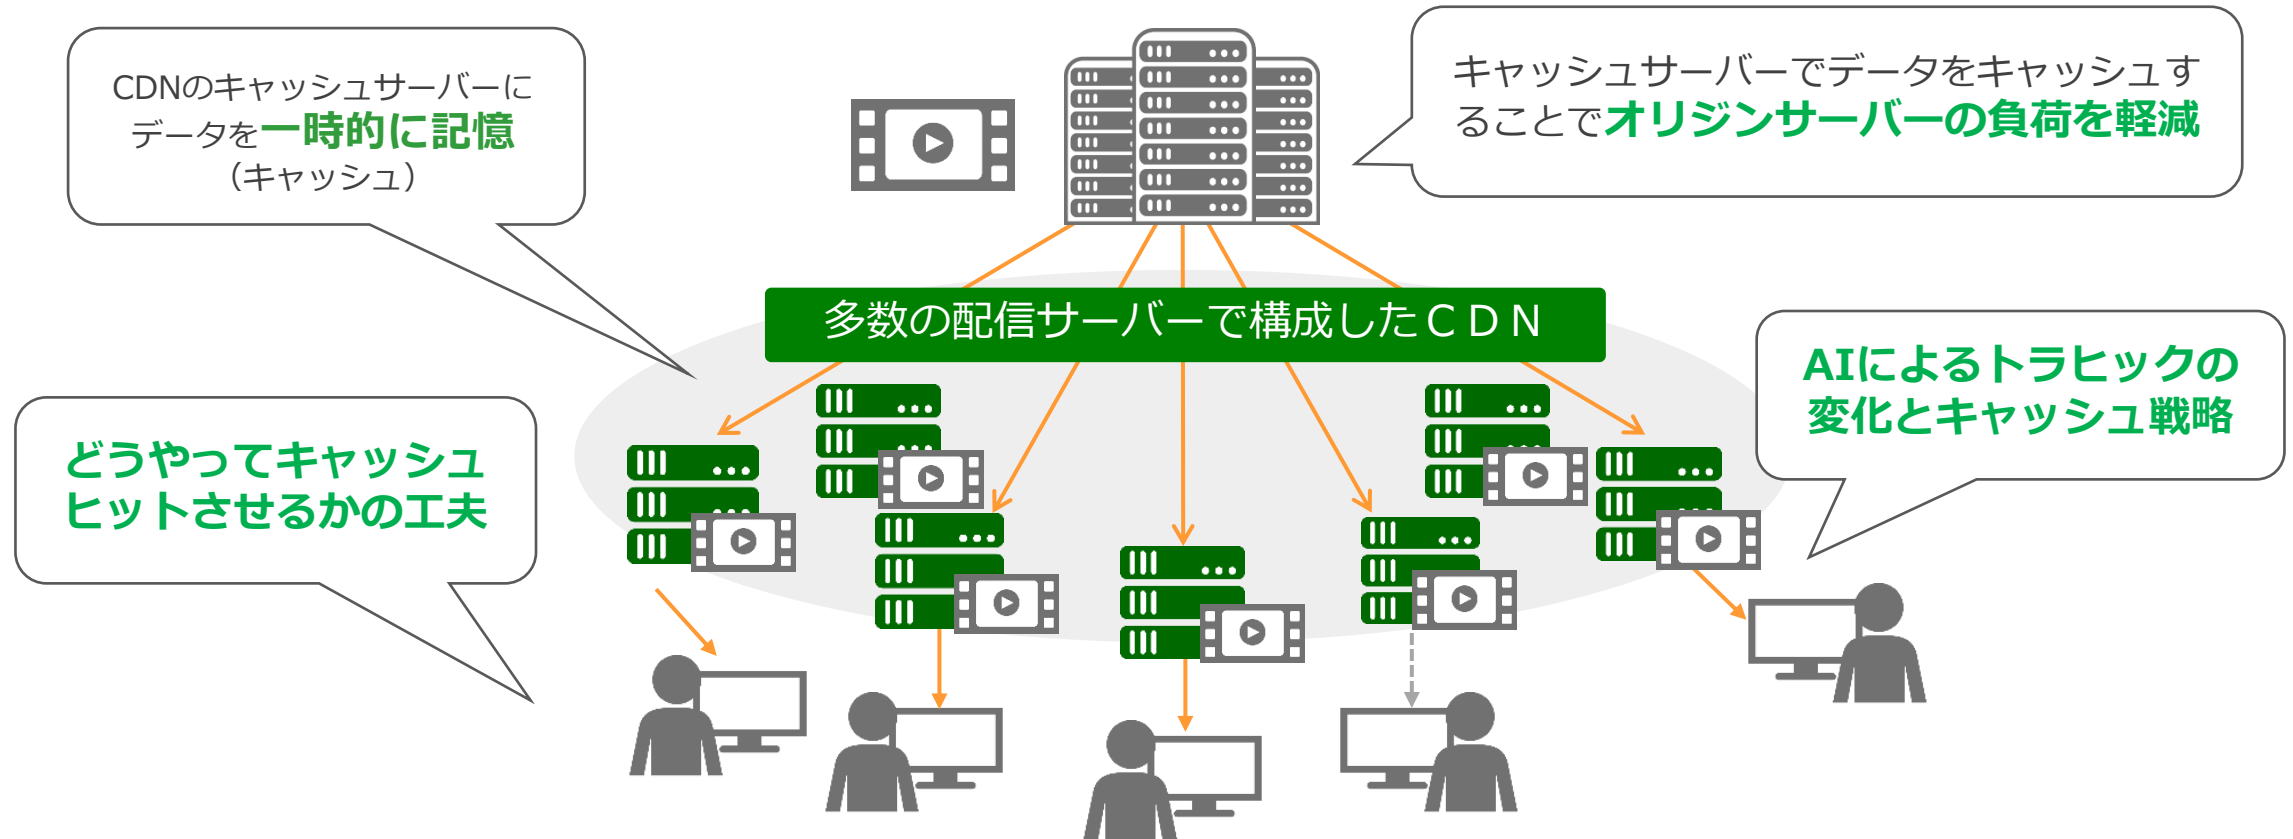 CDNのキャッシュサーバーに
データを一時的に記憶
（キャッシュ）
キャッシュサーバーでデータをキャッシュす
ることでオリジンサーバーの負荷を軽減
多数の配信サーバーで構成したＣＤＮ
AIによるトラヒックの
変化とキャッシュ戦略
どうやってキャッシュ
ヒットさせるかの工夫